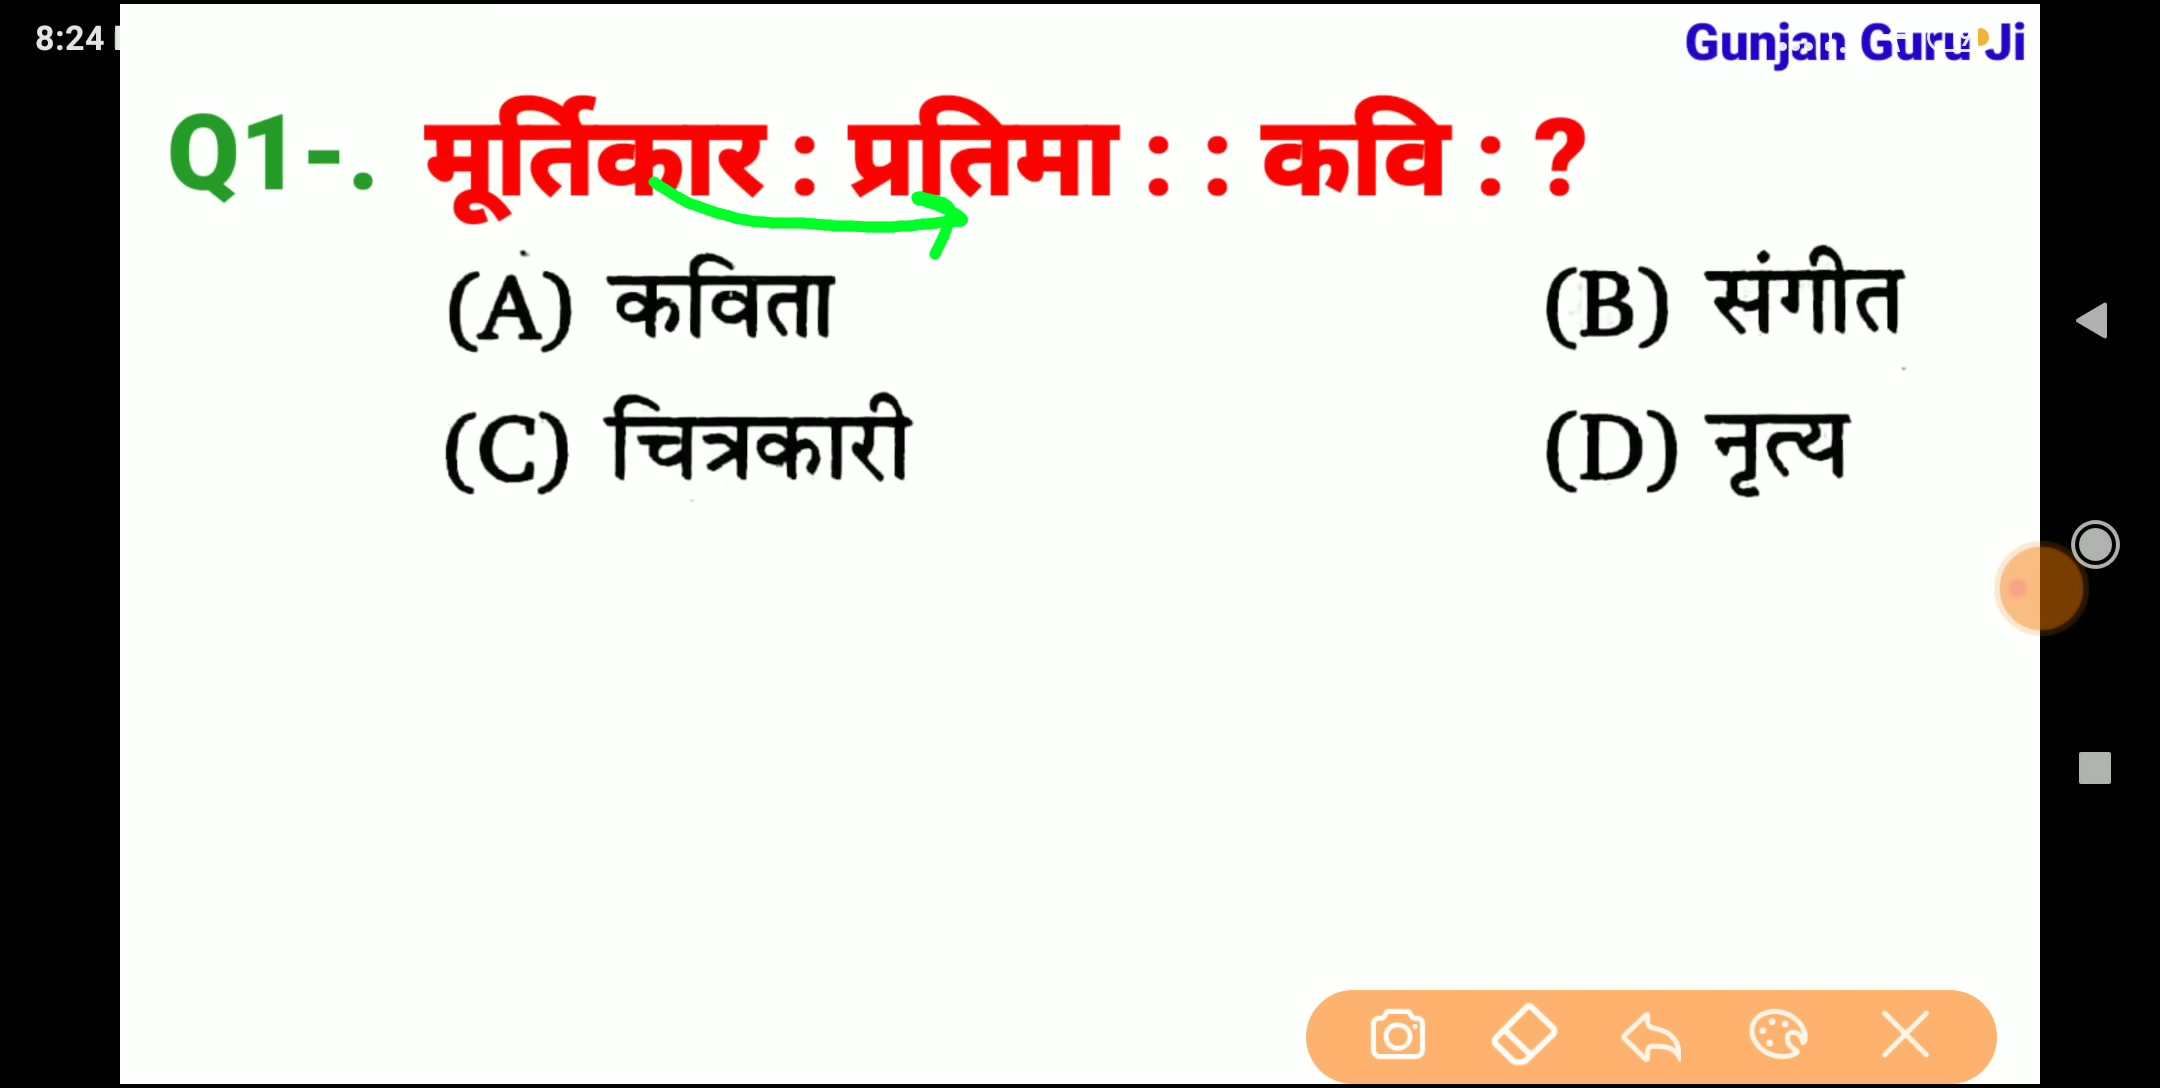 8:24
Gunjan Guru Ji
Q1-. मूर्तिकार : प्रतिमा : : कवि : ?
(A) कविता (B) संगीत
(C) चित्रकारी (D) नृत्य